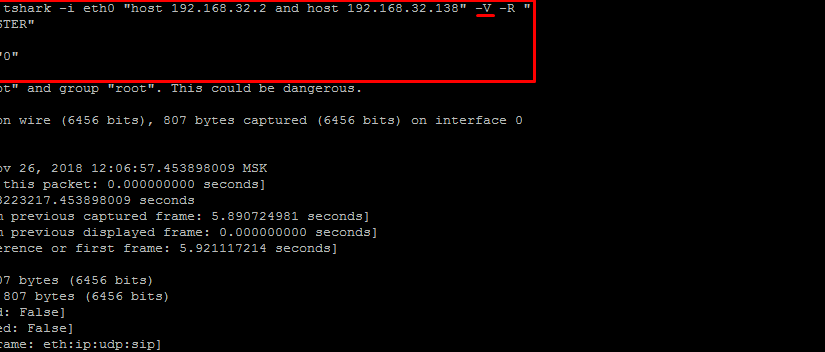 tshark -i eth0 "host 192.168.32.2 and host 192.168.32.138" -V -R "
STER"
"0"
ot" and group "root". This could be dangerous.
on wire (6456 bits), 807 bytes captured (6456 bits) on interface 0
ov 26, 2018 12:06:57.453898009 MSK
this packet: 0.000000000 seconds]
3223217.453898009 seconds
m previous captured frame: 5.890724981 seconds]
m previous displayed frame: 0.000000000 seconds]
erence or first frame: 5.921117214 seconds]
07 bytes (6456 bits)
807 bytes (6456 bits)
d: False]
ed: False]
rame: eth:ip:udp:sip]